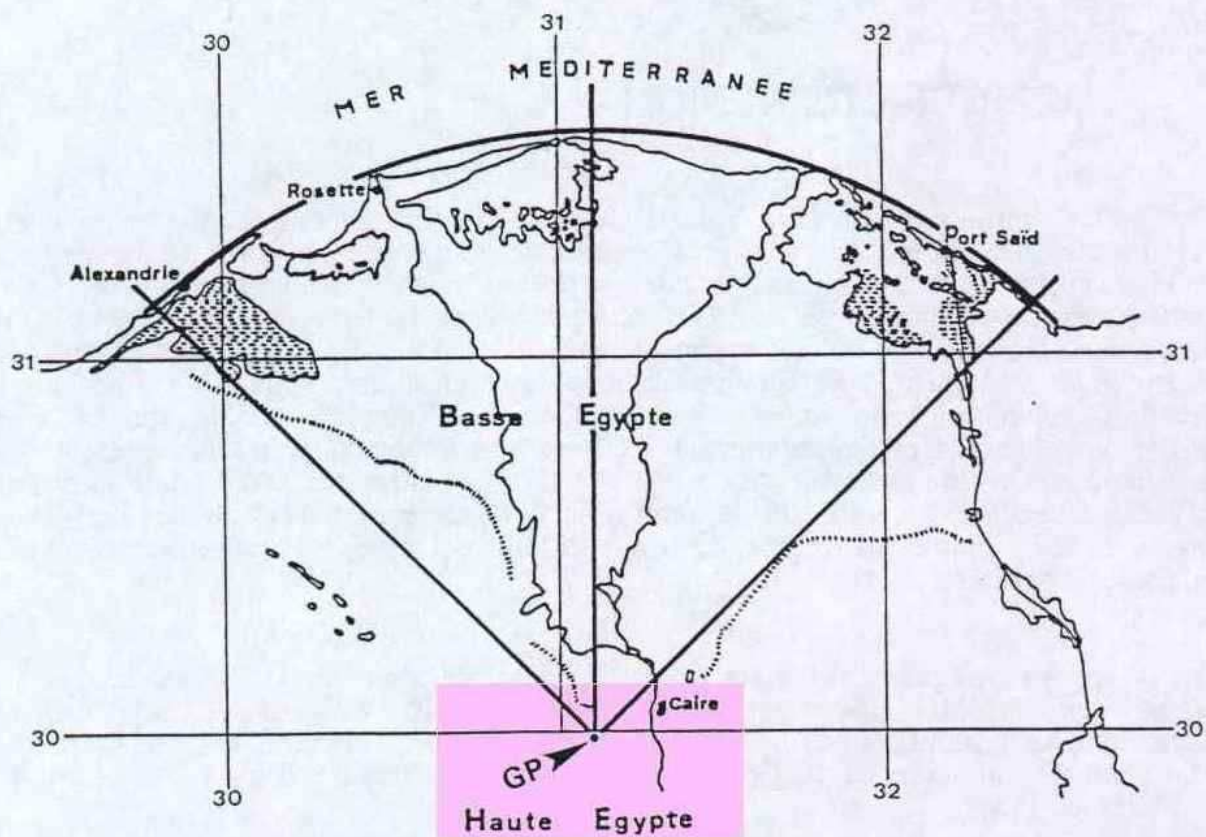 30
31
32
MER MEDITERRANEE
Rosette
Port Saïd
Alexandrie
31
31
Basse Egypte
Caire
30
30
GP
30
32
Haute Egypte